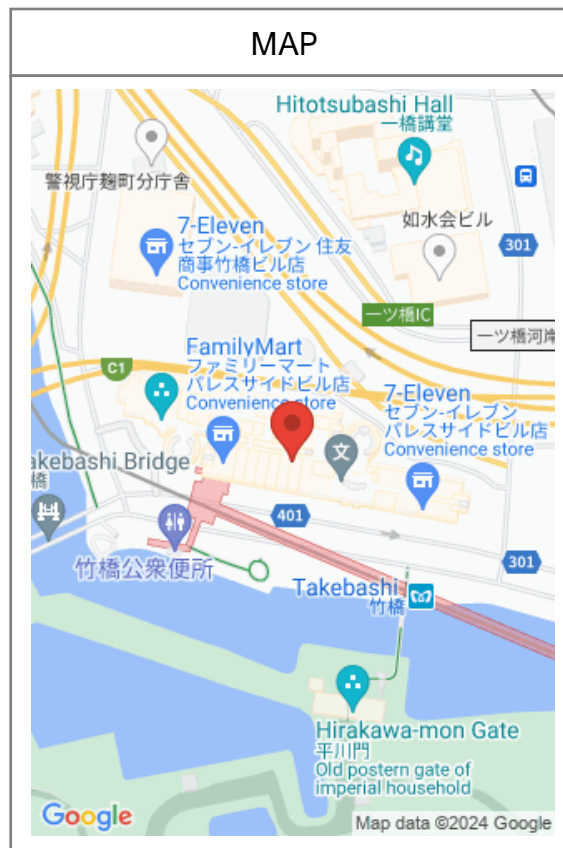 MAP
Hitotsubashi Hall
一橋講堂
警視庁麹町分庁舎
7-Eleven
セブン-イレブン 住友
商事竹橋ビル店
Convenience store
如水会ビル
301
一ツ橋IC
一ツ橋河岸
C1
FamilyMart
ファミリーマート
パレスサイドビル店
Convenience store
7-Eleven
セブン-イレブン
パレスサイドビル店
Convenience store
文
akebashi Bridge
橋
401
301
竹橋公衆便所
Takebashi
竹橋
Hirakawa-mon Gate
平川門
Old postern gate of
imperial household
Google
Map data ©2024 Google